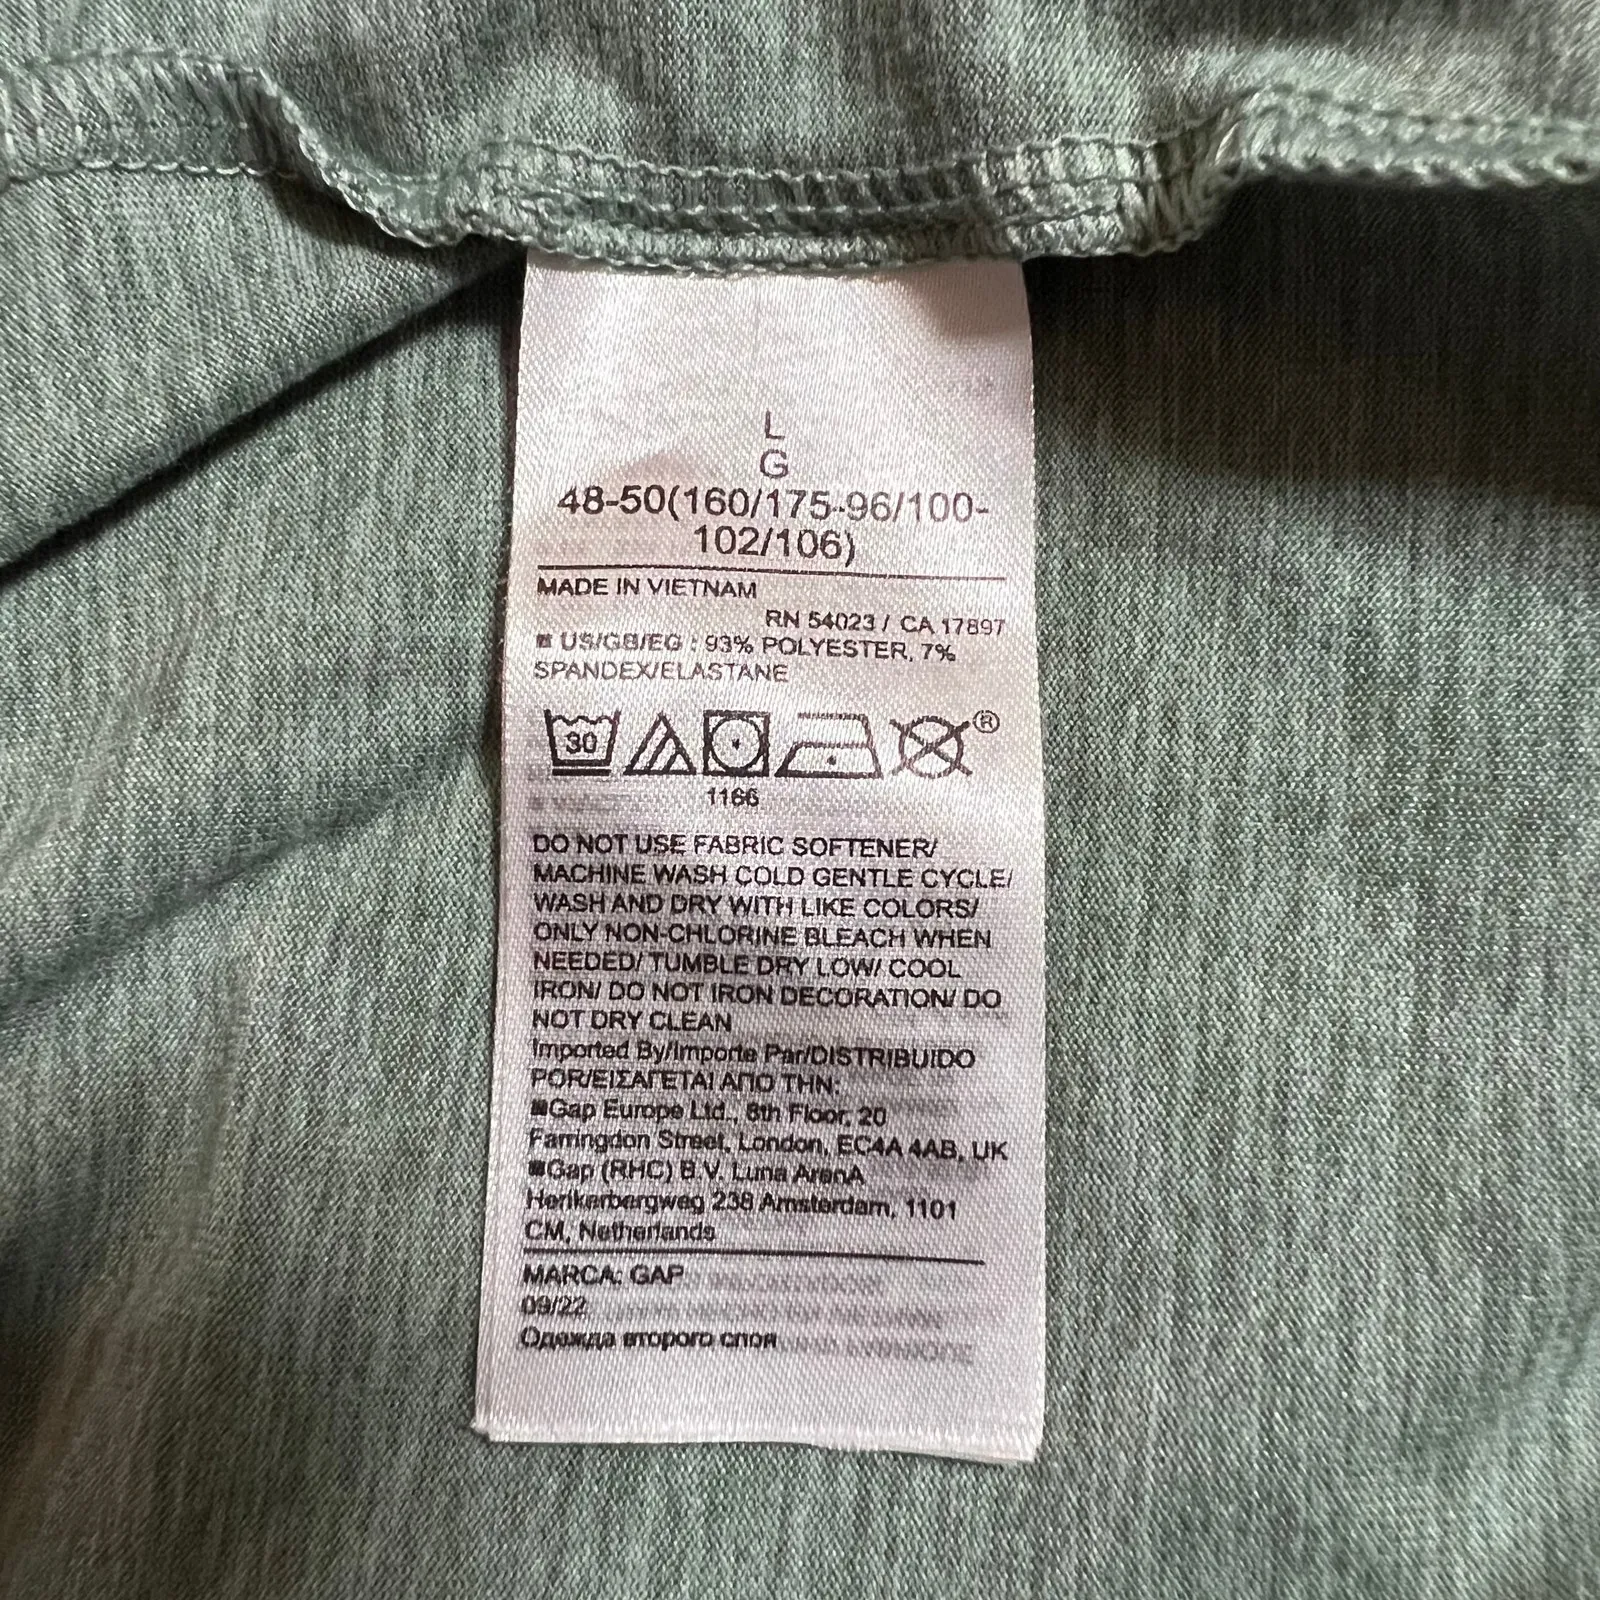 L
G
48-50(160/175-96/100-
102/106)
MADE IN VIETNAM
RN 54023 / CA 17897
US/GB/EG : 93% POLYESTER, 7%
SPANDEX/ELASTANE
30
®
1166
DO NOT USE FABRIC SOFTENER/
MACHINE WASH COLD GENTLE CYCLE/
WASH AND DRY WITH LIKE COLORS/
ONLY NON-CHLORINE BLEACH WHEN
NEEDED/ TUMBLE DRY LOW/ COOL
IRON/ DO NOT IRON DECORATION/ DO
NOT DRY CLEAN
Imported By/Importe Par/DISTRIBUIDO
POR/ΕΙΣΑΓΕΤΑΙ ΑΠΟ ΤΗΝ:
Gap Europe Ltd., 8th Floor, 20
Farringdon Street, London, EC4A 4AB, UK
Gap (RHC) B.V. Luna ArenA
Herikerbergweg 238 Amsterdam, 1101
CM, Netherlands
MARCA: GAP
09/22
Одежда второго слоя